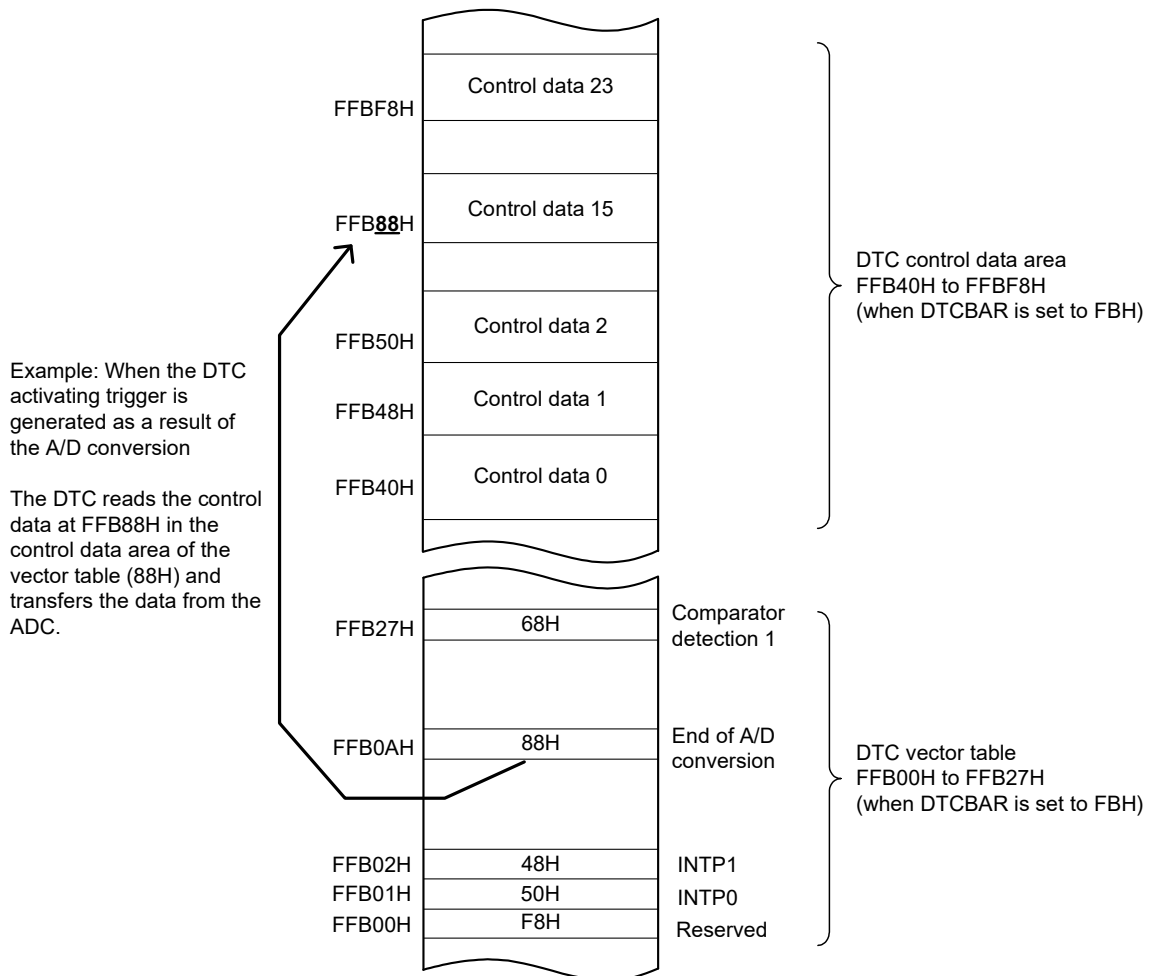 Control data 23
FFBF8H
Control data 15
FFB88H
DTC control data area
FFB40H to FFBF8H
(when DTCBAR is set to FBH)
Control data 2
FFB50H
Control data 1
FFB48H
Control data 0
FFB40H
Example: When the DTC
activating trigger is
generated as a result of
the A/D conversion
The DTC reads the control
data at FFB88H in the
control data area of the
vector table (88H) and
transfers the data from the
ADC.
FFB27H
68H
Comparator
detection 1
FFB0AH
88H
End of A/D
conversion
DTC vector table
FFB00H to FFB27H
(when DTCBAR is set to FBH)
FFB02H
48H
INTP1
FFB01H
50H
INTP0
FFB00H
F8H
Reserved